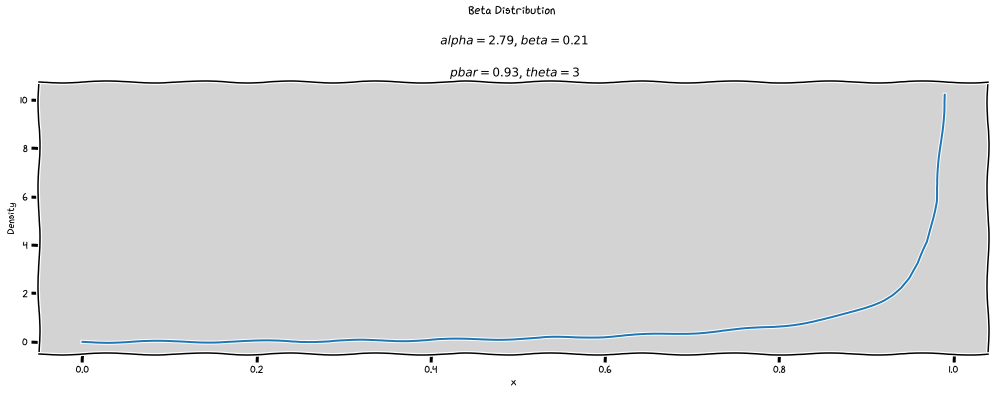 Beta Distribution
alpha = 2.79, beta = 0.21
pbar = 0.93, theta = 3
10
8
6
4
2
0
Density
0.0 0.2 0.4 0.6 0.8 1.0
x